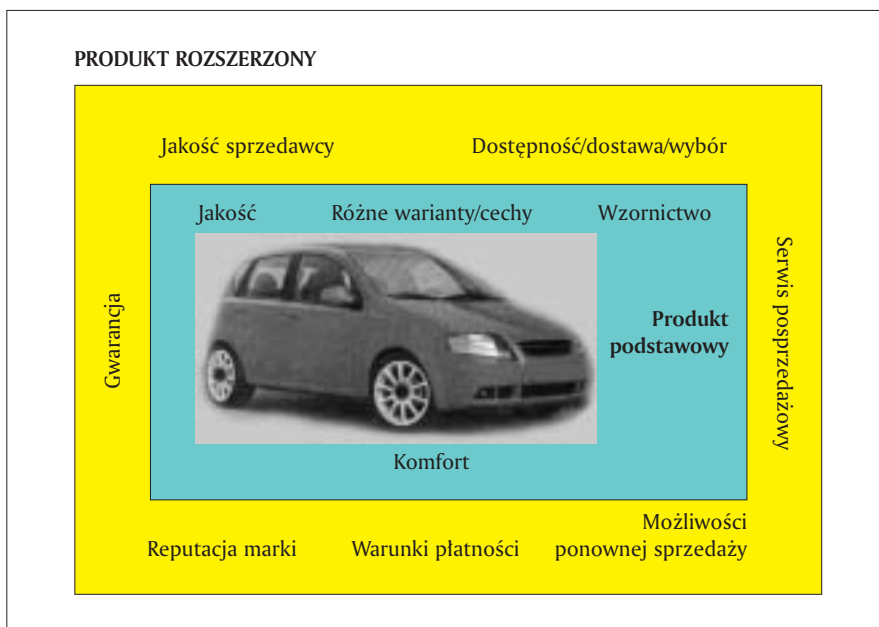 PRODUKT ROZSZERZONY
Jakość sprzedawcy
Dostępność/dostawa/wybór
Jakość
Różne warianty/cechy
Wzornictwo
Gwarancja
Produkt
podstawowy
Serwis posprzedażowy
Komfort
Reputacja marki
Warunki płatności
Możliwości
ponownej sprzedaży